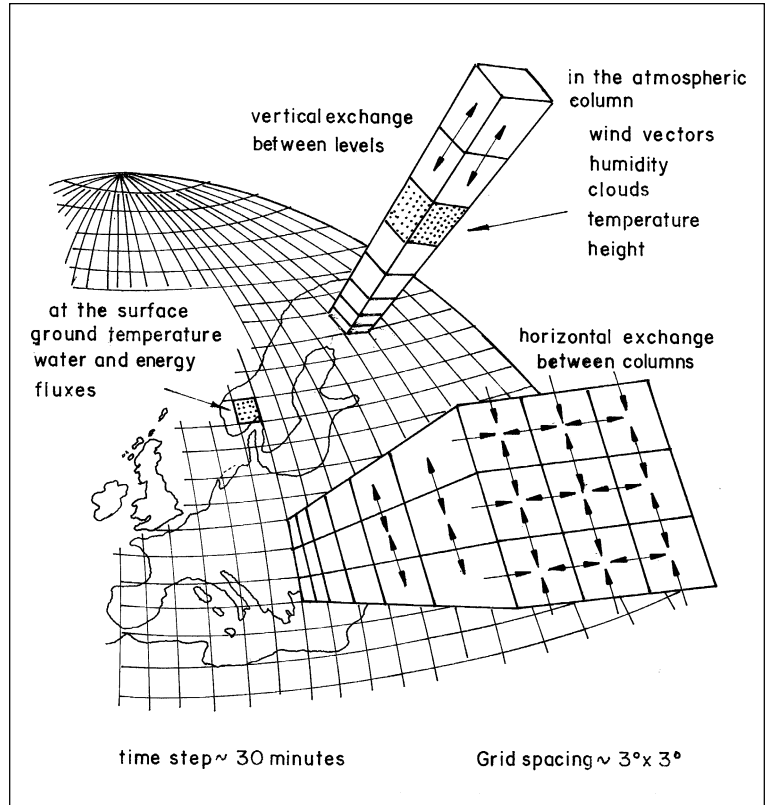 in the atmospheric
column
vertical exchange
between levels
wind vectors
humidity
clouds
temperature
height
at the surface
ground temperature
water and energy
fluxes
horizontal exchange
between columns
time step ~ 30 minutes
Grid spacing ~ 3° x 3°